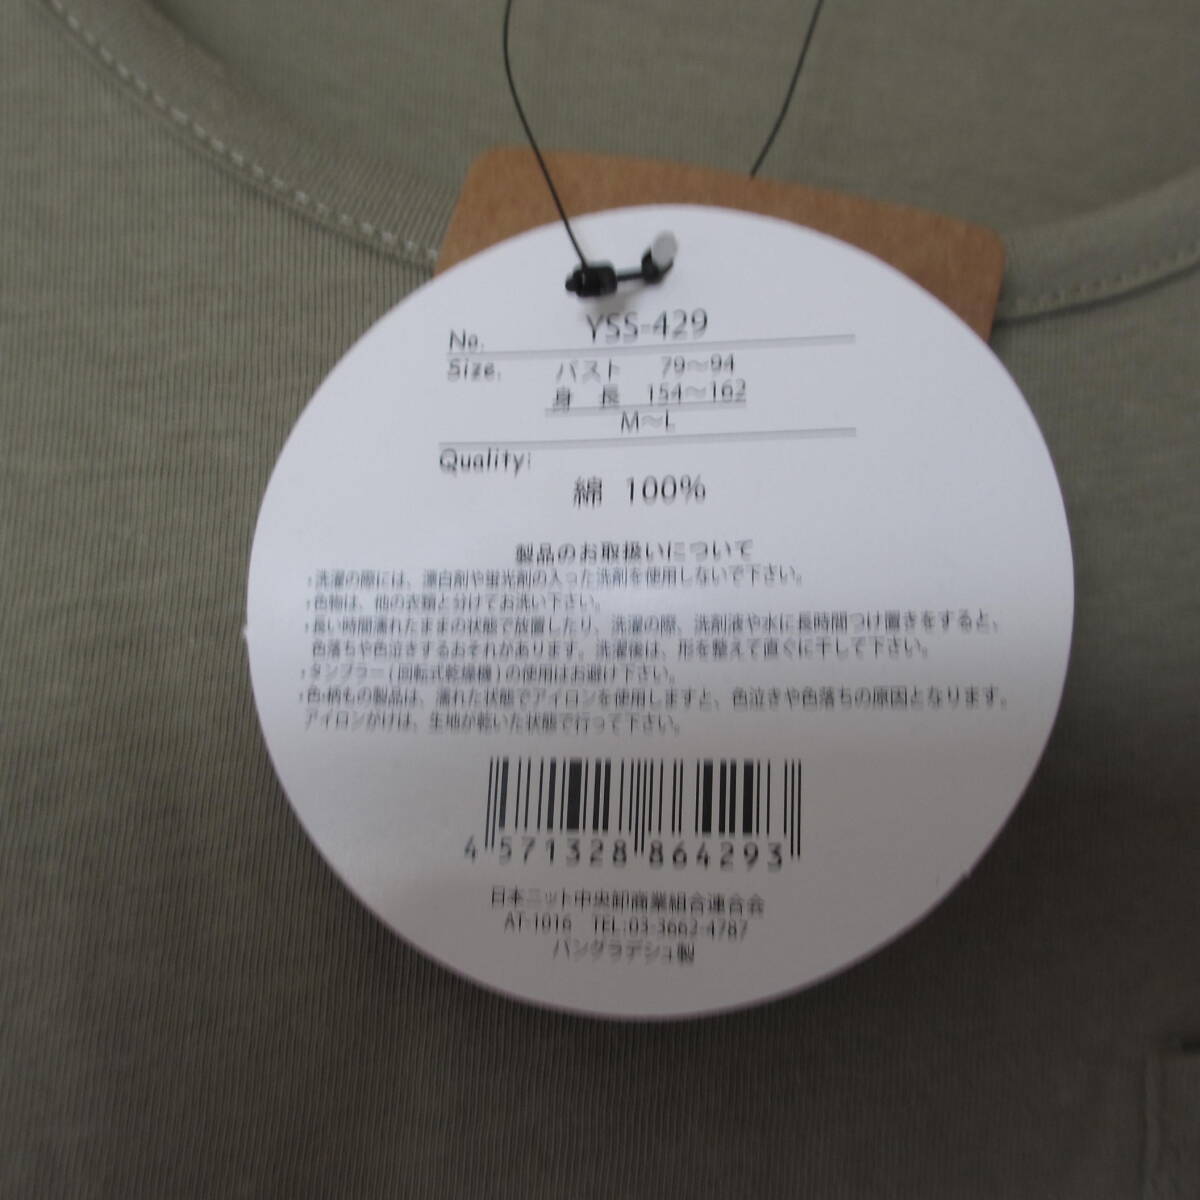 No. YSS-429
Size. バスト 79～94
身 長 154～162
M～L
Quality:
綿 100%
製品のお取扱いについて
・洗濯の際には、漂白剤や蛍光剤の入った洗剤を使用しないで下さい。
・色物は、他の衣類と分けてお洗い下さい。
・長い時間濡れたままの状態で放置したり、洗濯の際、洗剤液や水に長時間つけ置きをすると、
色落ちや色泣きするおそれがあります。洗濯後は、形を整えて直ぐに干して下さい。
・タンブラー(回転式乾燥機)の使用はお避け下さい。
・色・柄もの製品は、濡れた状態でアイロンを使用しますと、色泣きや色落ちの原因となります。
アイロンがけは、生地が乾いた状態で行って下さい。
4 571328 864293
日本ニット中央卸商業組合連合会
AT-1016 TEL:03-3662-4787
バングラデシュ製